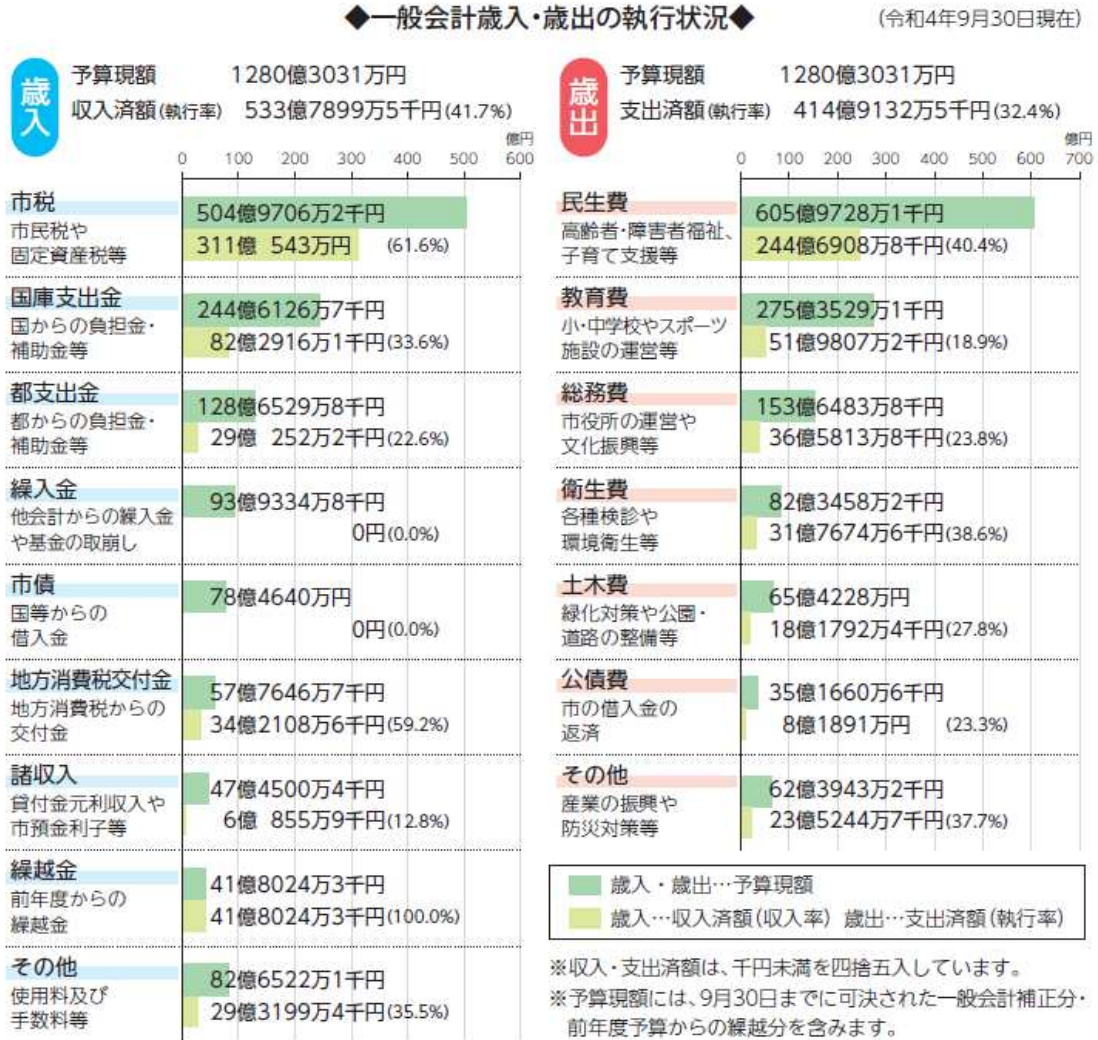 ◆一般会計歳入・歳出の執行状況◆
(令和4年9月30日現在)
歳入
予算現額 1280億3031万円
収入済額(執行率) 533億7899万5千円(41.7%)
億円
0 100 200 300 400 500 600
市税
市民税や
固定資産税等
504億9706万2千円
311億 543万円 (61.6%)
国庫支出金
国からの負担金・
補助金等
244億6126万7千円
82億2916万1千円(33.6%)
都支出金
都からの負担金・
補助金等
128億6529万8千円
29億 252万2千円(22.6%)
繰入金
他会計からの繰入金
や基金の取崩し
93億9334万8千円
0円(0.0%)
市債
国等からの
借入金
78億4640万円
0円(0.0%)
地方消費税交付金
地方消費税からの
交付金
57億7646万7千円
34億2108万6千円(59.2%)
諸収入
貸付金元利収入や
市預金利子等
47億4500万4千円
6億 855万9千円(12.8%)
繰越金
前年度からの
繰越金
41億8024万3千円
41億8024万3千円(100.0%)
その他
使用料及び
手数料等
82億6522万1千円
29億3199万4千円(35.5%)
歳出
予算現額 1280億3031万円
支出済額(執行率) 414億9132万5千円(32.4%)
億円
0 100 200 300 400 500 600 700
民生費
高齢者・障害者福祉、
子育て支援等
605億9728万1千円
244億6908万8千円(40.4%)
教育費
小・中学校やスポーツ
施設の運営等
275億3529万1千円
51億9807万2千円(18.9%)
総務費
市役所の運営や
文化振興等
153億6483万8千円
36億5813万8千円(23.8%)
衛生費
各種検診や
環境衛生等
82億3458万2千円
31億7674万6千円(38.6%)
土木費
緑化対策や公園・
道路の整備等
65億4228万円
18億1792万4千円(27.8%)
公債費
市の借入金の
返済
35億1660万6千円
8億1891万円 (23.3%)
その他
産業の振興や
防災対策等
62億3943万2千円
23億5244万7千円(37.7%)
歳入・歳出…予算現額
歳入…収入済額(収入率) 歳出…支出済額(執行率)
※収入・支出済額は、千円未満を四捨五入しています。
※予算現額には、9月30日までに可決された一般会計補正分・
前年度予算からの繰越分を含みます。